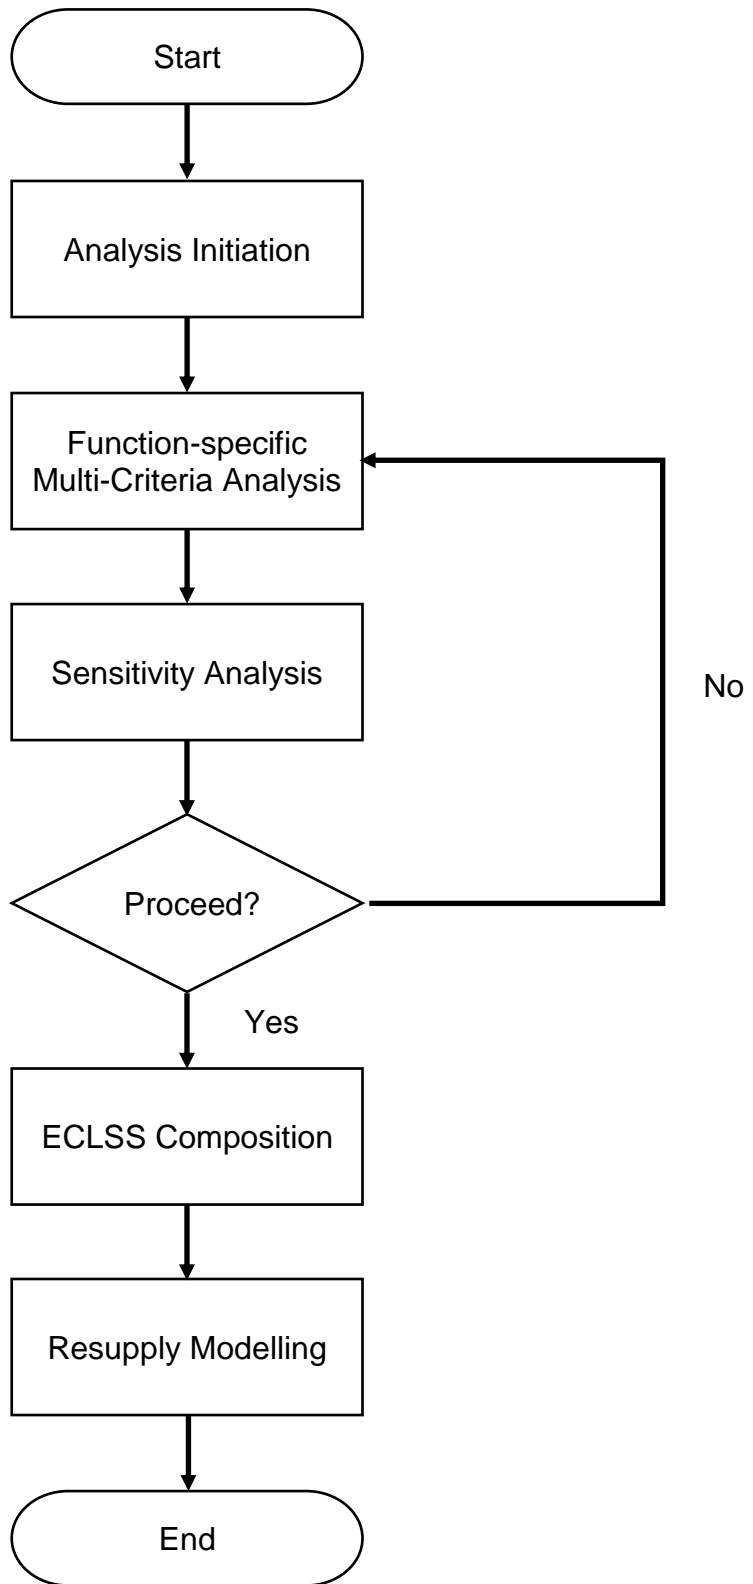 Start
Analysis Initiation
Function-specific
Multi-Criteria Analysis
Sensitivity Analysis
No
Proceed?
Yes
ECLSS Composition
Resupply Modelling
End